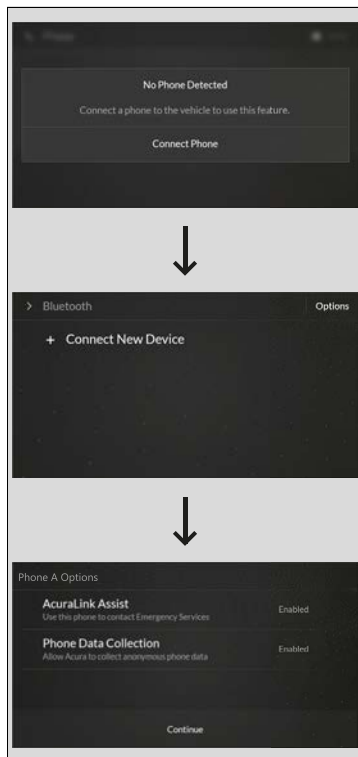 No Phone Detected
Connect a phone to the vehicle to use this feature.
Connect Phone
> Bluetooth
Options
+ Connect New Device
Phone A Options
AcuraLink Assist
Use this phone to contact Emergency Services
Enabled
Phone Data Collection
Allow Acura to collect anonymous phone data
Enabled
Continue